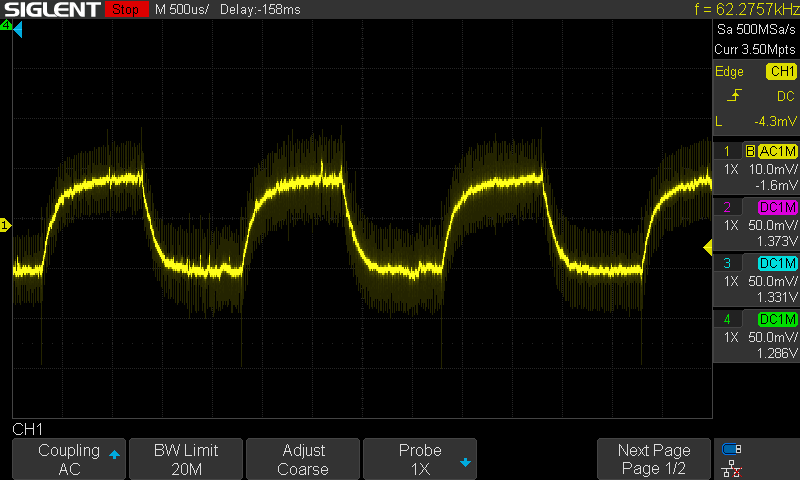 SIGLENT Stop M 500us/ Delay:-158ms f = 62.2757kHz
Sa 500MSa/s
Curr 3.50Mpts
Edge CH1
DC
L -4.3mV
1 B AC1M
1X 10.0mV/
-1.6mV
2 DC1M
1X 50.0mV/
1.373V
3 DC1M
1X 50.0mV/
1.331V
4 DC1M
1X 50.0mV/
1.286V
4
1
CH1
Coupling
AC
BW Limit
20M
Adjust
Coarse
Probe
1X
Next Page
Page 1/2